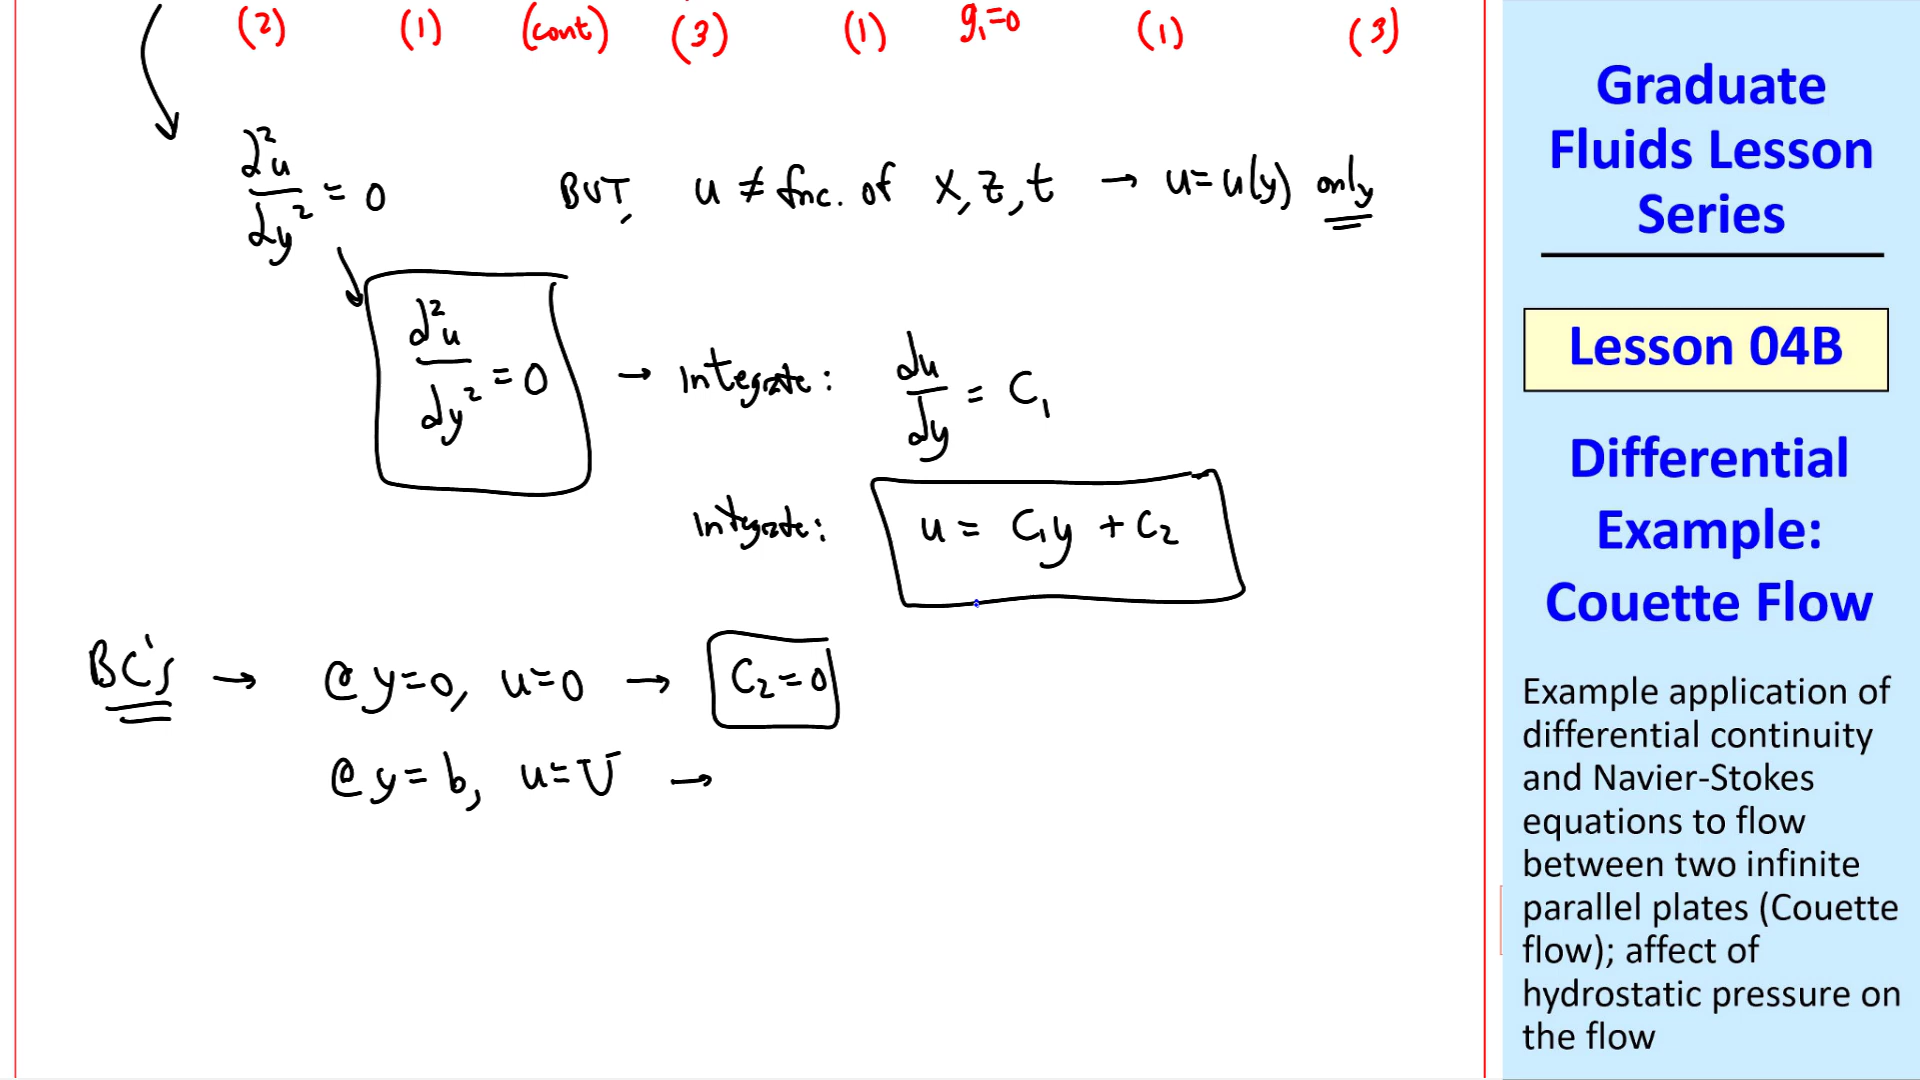 (2) (1) (cont) (3) (1) g₁=0 (1) (3)
∂²u/∂y² = 0 BUT, u ≠ fnc. of x, z, t → u = u(y) only
d²u/dy² = 0 → Integrate: du/dy = C₁
Integrate: u = C₁y + C₂
BC's → @ y=0, u=0 → C₂=0
@ y=b, u=U →
Graduate
Fluids Lesson
Series
Lesson 04B
Differential
Example:
Couette Flow
Example application of
differential continuity
and Navier-Stokes
equations to flow
between two infinite
parallel plates (Couette
flow); affect of
hydrostatic pressure on
the flow